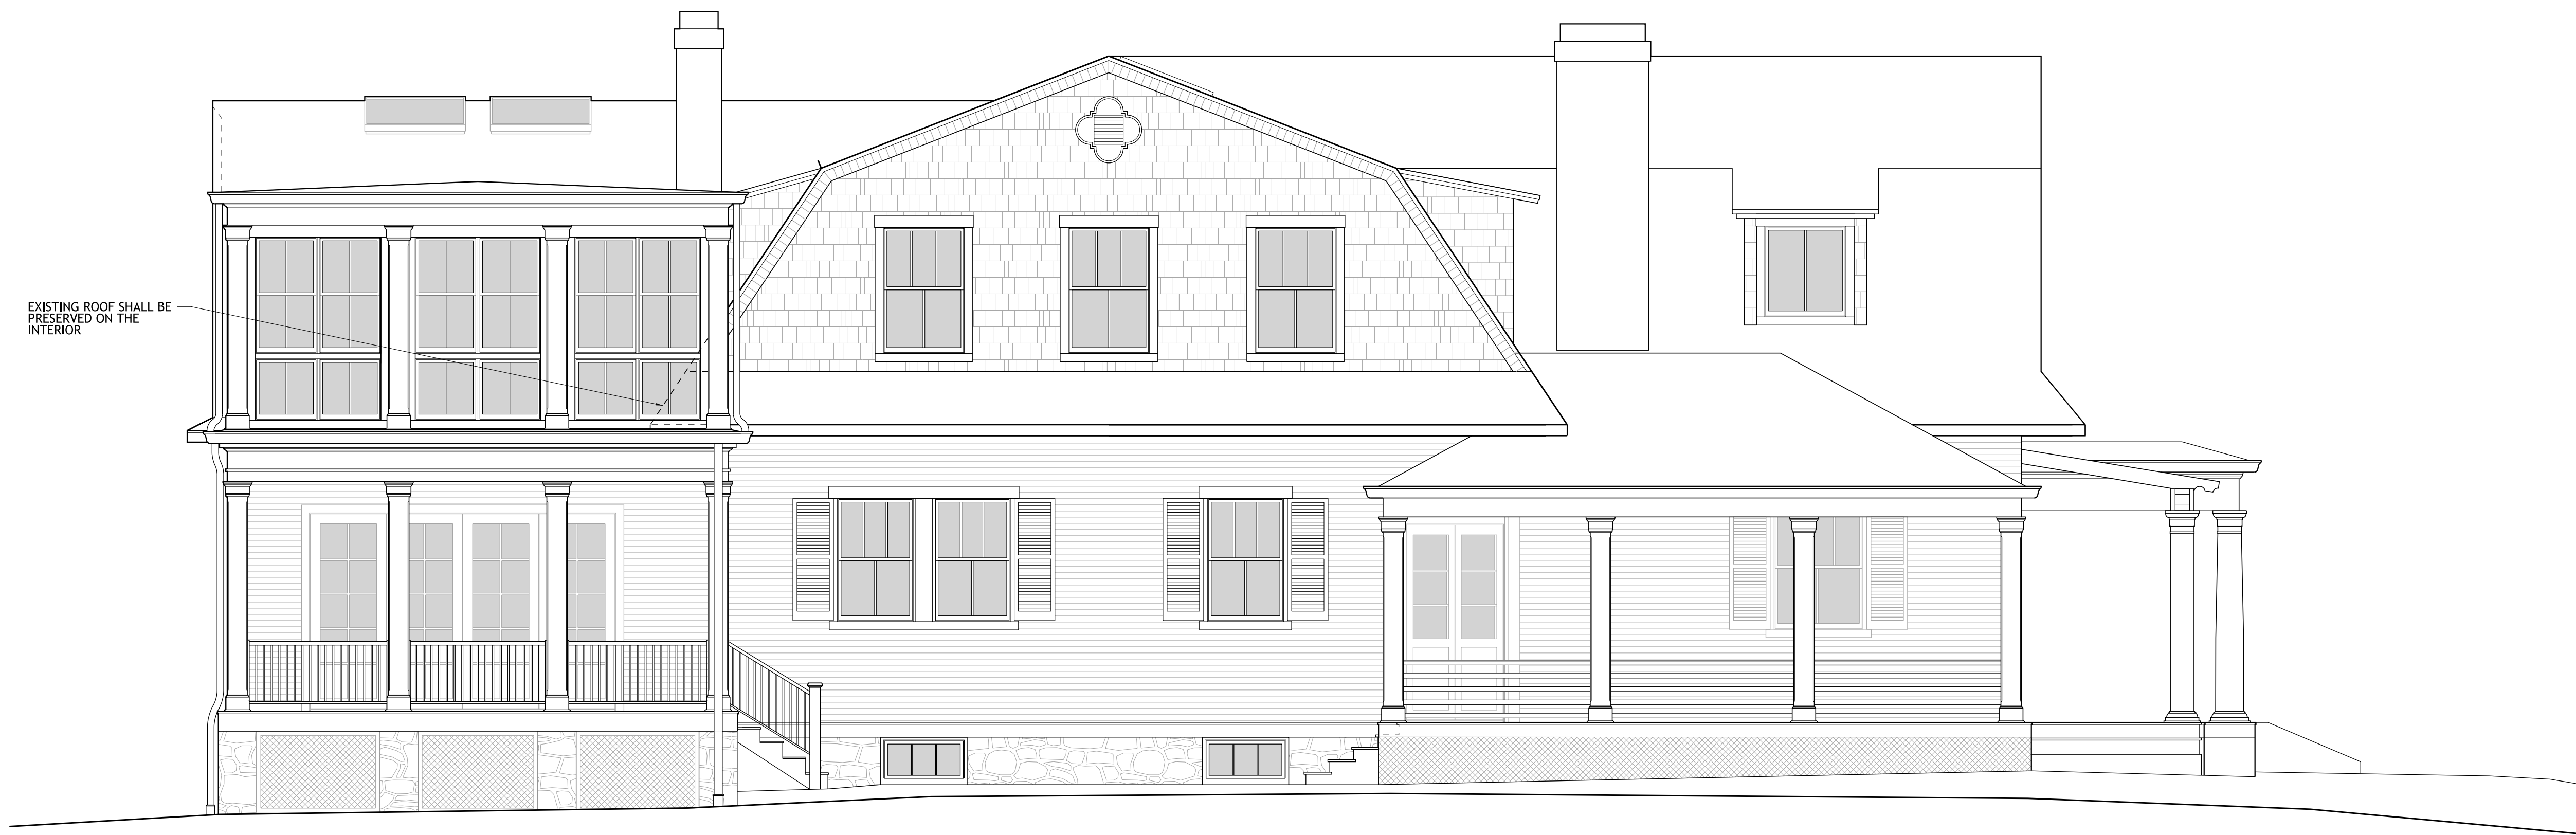 EXISTING ROOF SHALL BE
PRESERVED ON THE
INTERIOR